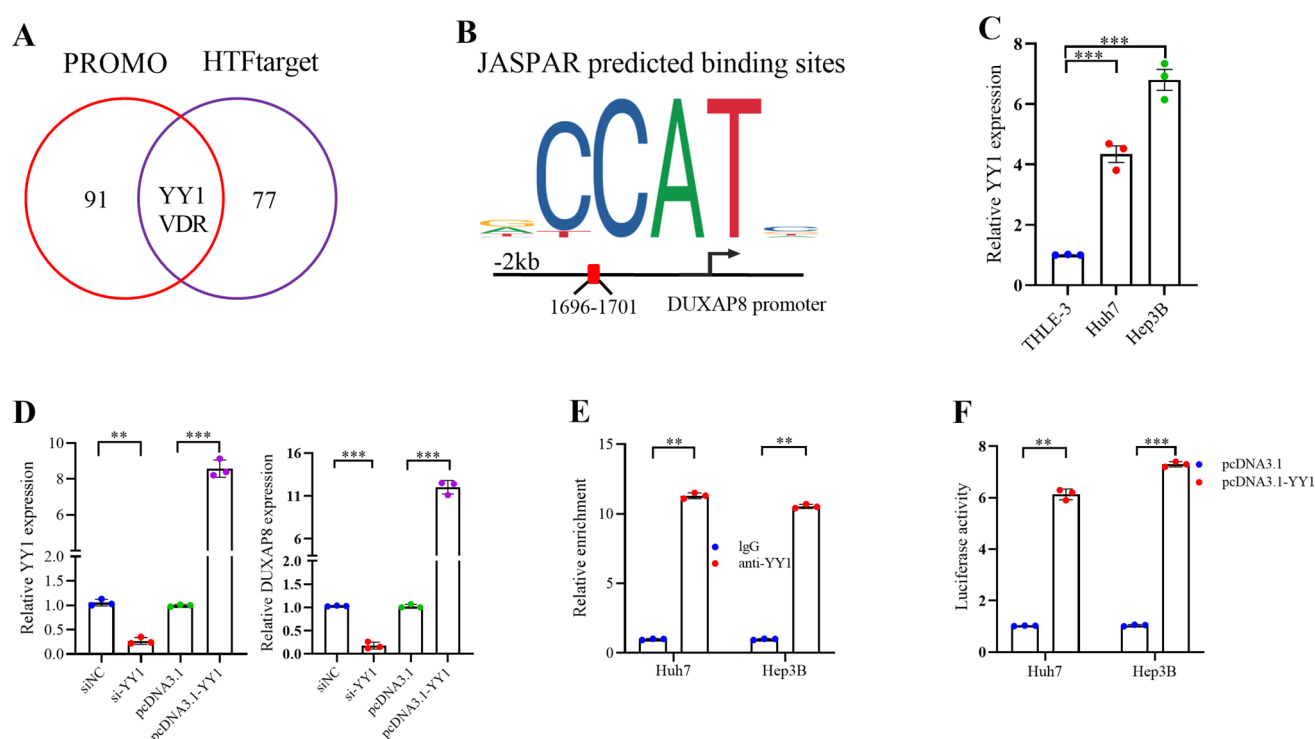 A
PROMO
HTFtarget
91
YY1
VDR
77
B
JASPAR predicted binding sites
CCAT
-2kb
1696-1701
DUXAP8 promoter
C
Relative YY1 expression
8
6
4
2
0
***
***
THLE-3
Huh7
Hep3B
D
Relative YY1 expression
10
8
6
2.0
1.5
1.0
0.5
0.0
**
***
siNC
si-YY1
pcDNA3.1
pcDNA3.1-YY1
Relative DUXAP8 expression
16
13
11
2.0
1.5
1.0
0.5
0.0
***
***
siNC
si-YY1
pcDNA3.1
pcDNA3.1-YY1
E
Relative enrichment
15
10
5
0
**
**
IgG
anti-YY1
Huh7
Hep3B
F
Luciferase activity
8
6
4
2
0
**
***
pcDNA3.1
pcDNA3.1-YY1
Huh7
Hep3B